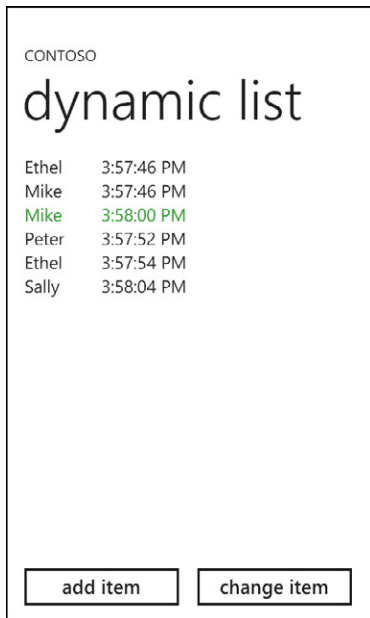 CONTOSO
dynamic list
Ethel 3:57:46 PM
Mike 3:57:46 PM
Mike 3:58:00 PM
Peter 3:57:52 PM
Ethel 3:57:54 PM
Sally 3:58:04 PM
add item change item